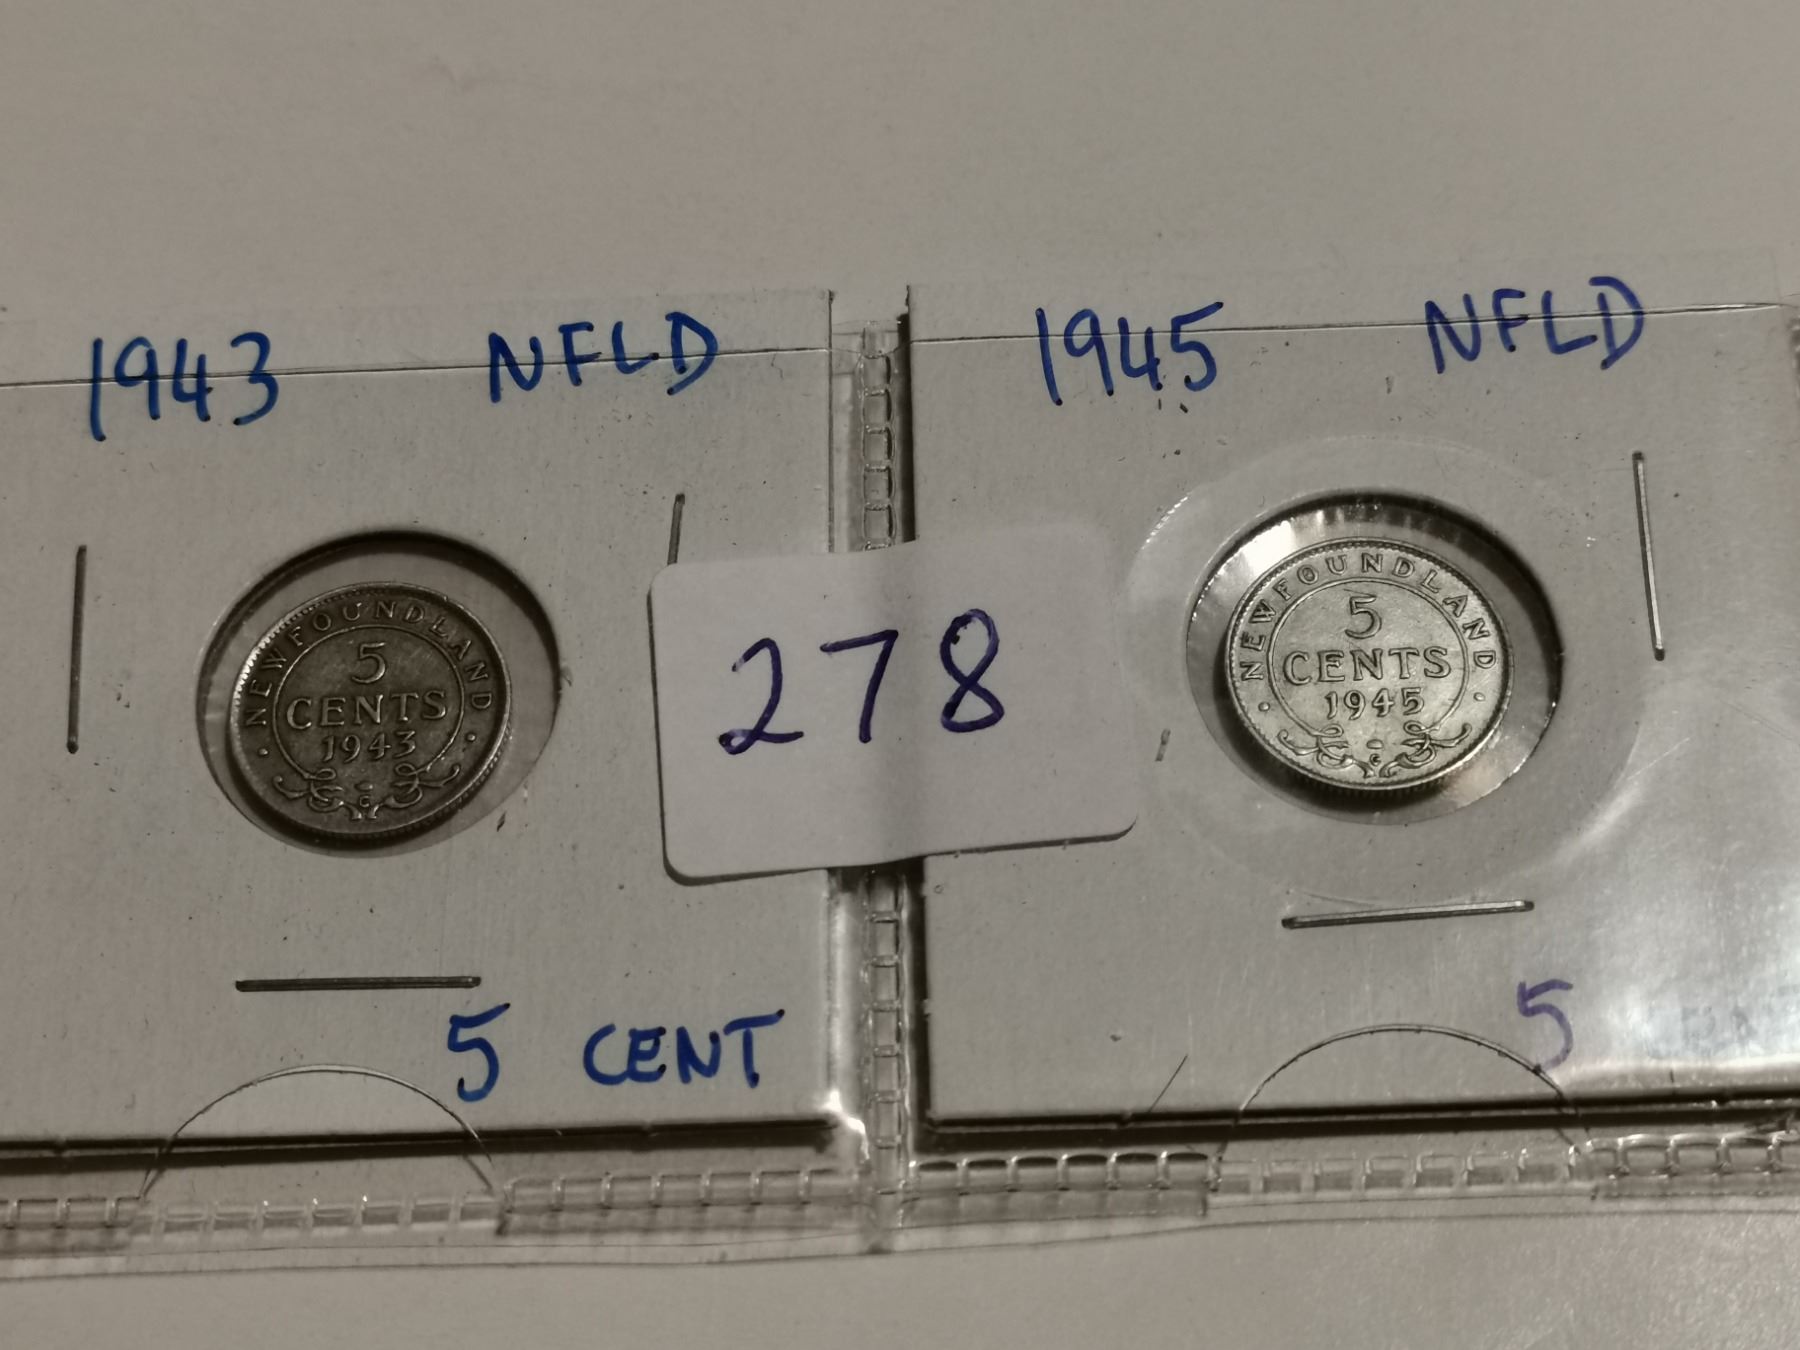 1943 NFLD
1945 NFLD
NEWFOUNDLAND
5
CENTS
1943
C
278
NEWFOUNDLAND
5
CENTS
1945
C
5 CENT
5